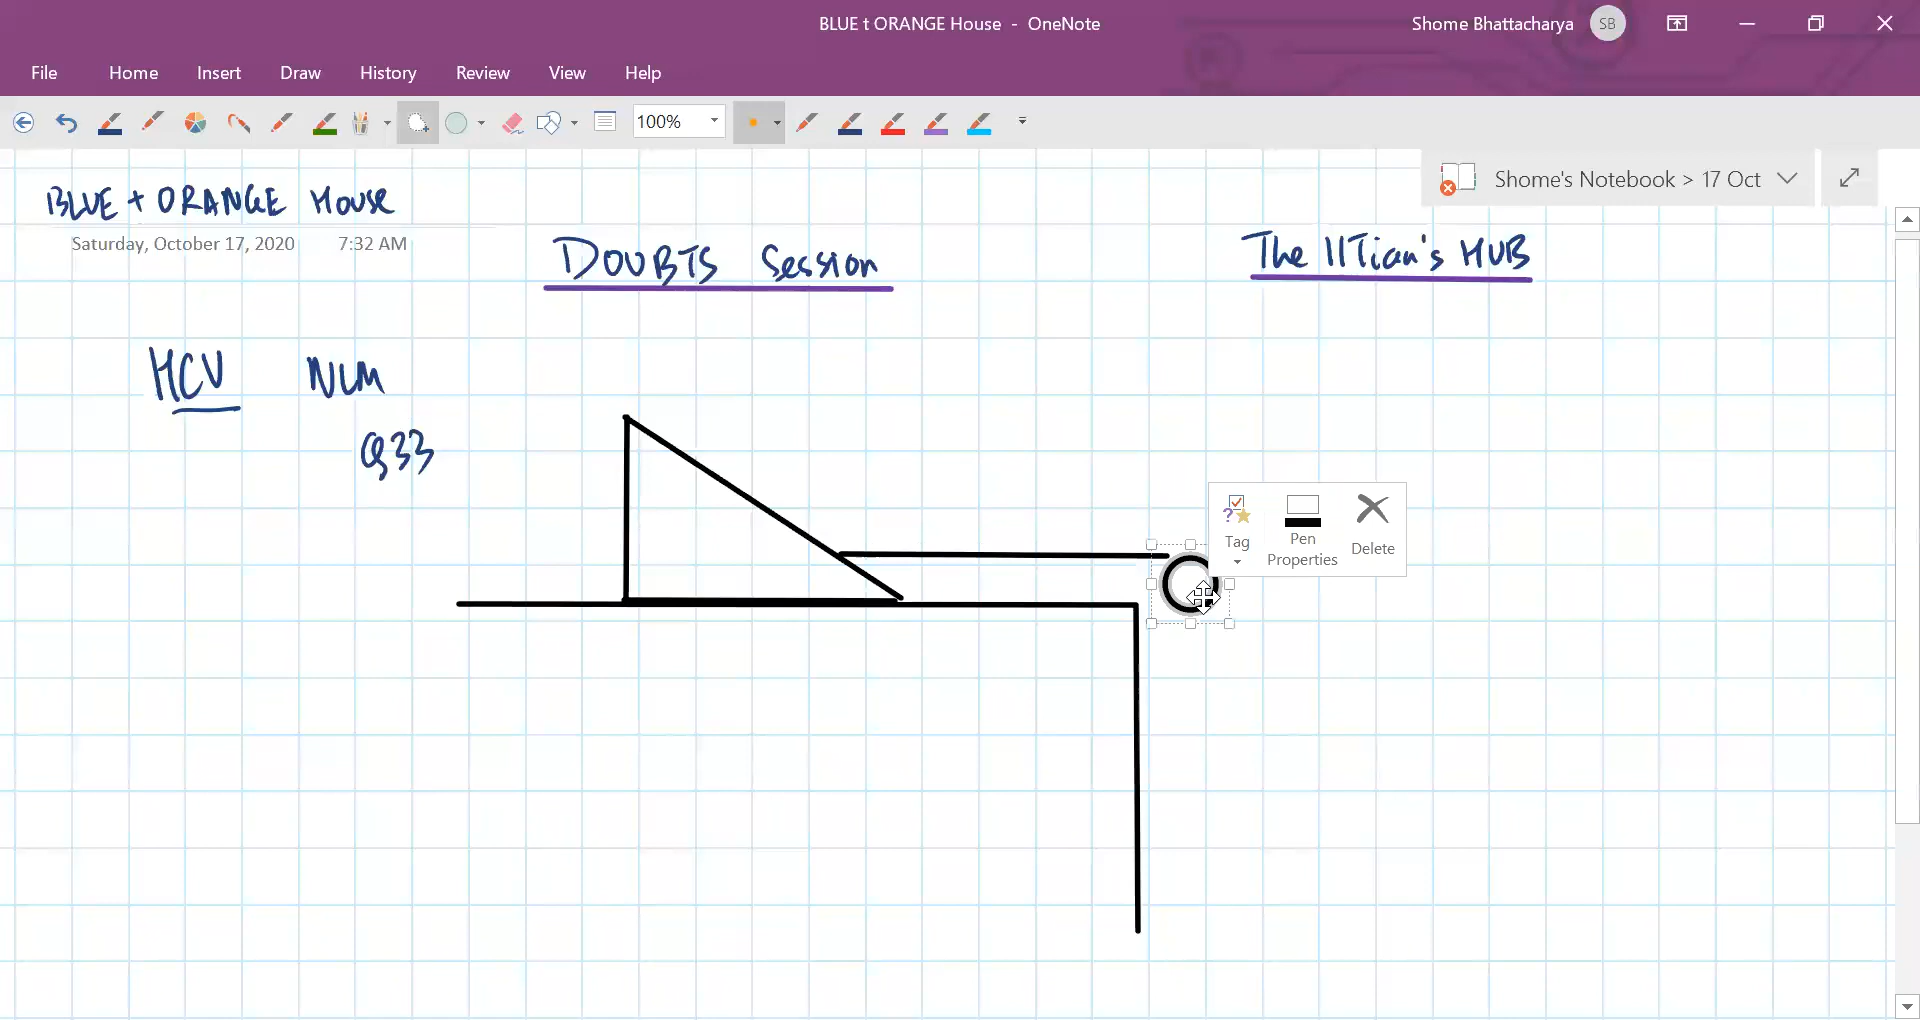 BLUE t ORANGE House - OneNote
Shome Bhattacharya SB
File Home Insert Draw History Review View Help
100%
Shome's Notebook > 17 Oct
BLUE + ORANGE House
Saturday, October 17, 2020 7:32 AM
DOUBTS Session
The IITian's HUB
HCV NLM
Q33
Tag
Pen Properties
Delete